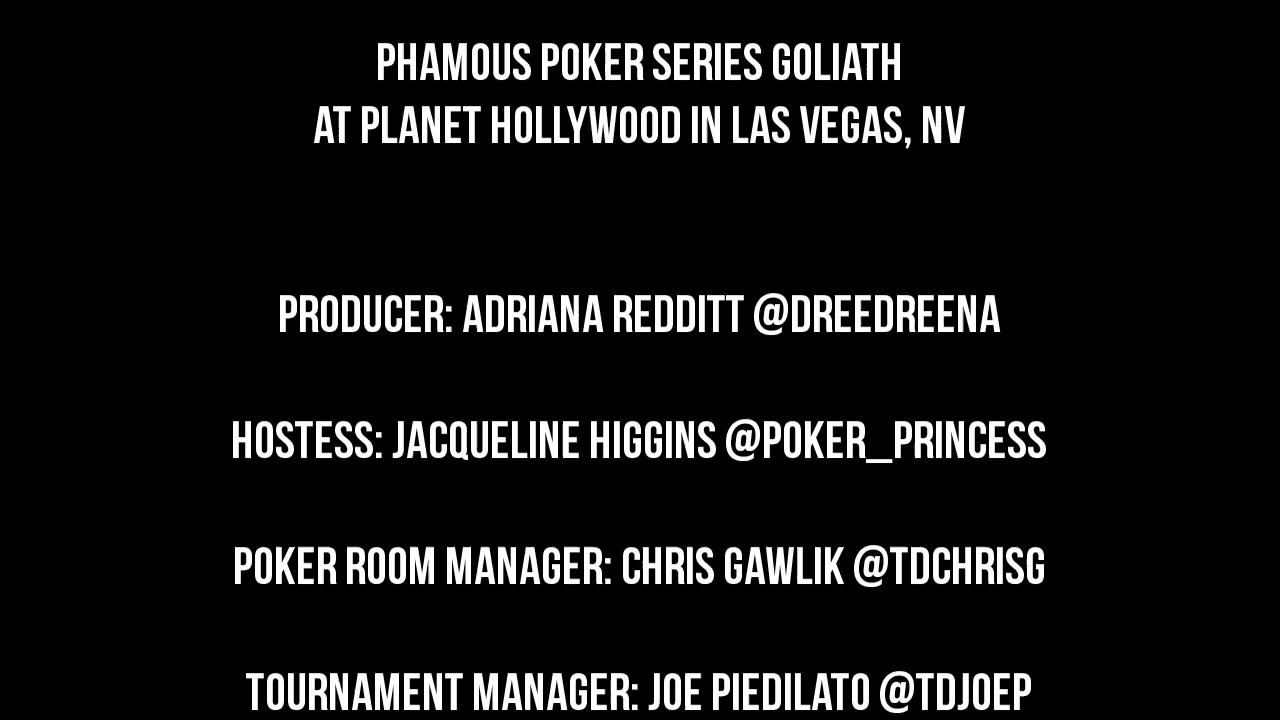 PHAMOUS POKER SERIES GOLIATH
AT PLANET HOLLYWOOD IN LAS VEGAS, NV
PRODUCER: ADRIANA REDDITT @DREEDREENA
HOSTESS: JACQUELINE HIGGINS @POKER_PRINCESS
POKER ROOM MANAGER: CHRIS GAWLIK @TDCHRISG
TOURNAMENT MANAGER: JOE PIEDILATO @TDJOEP